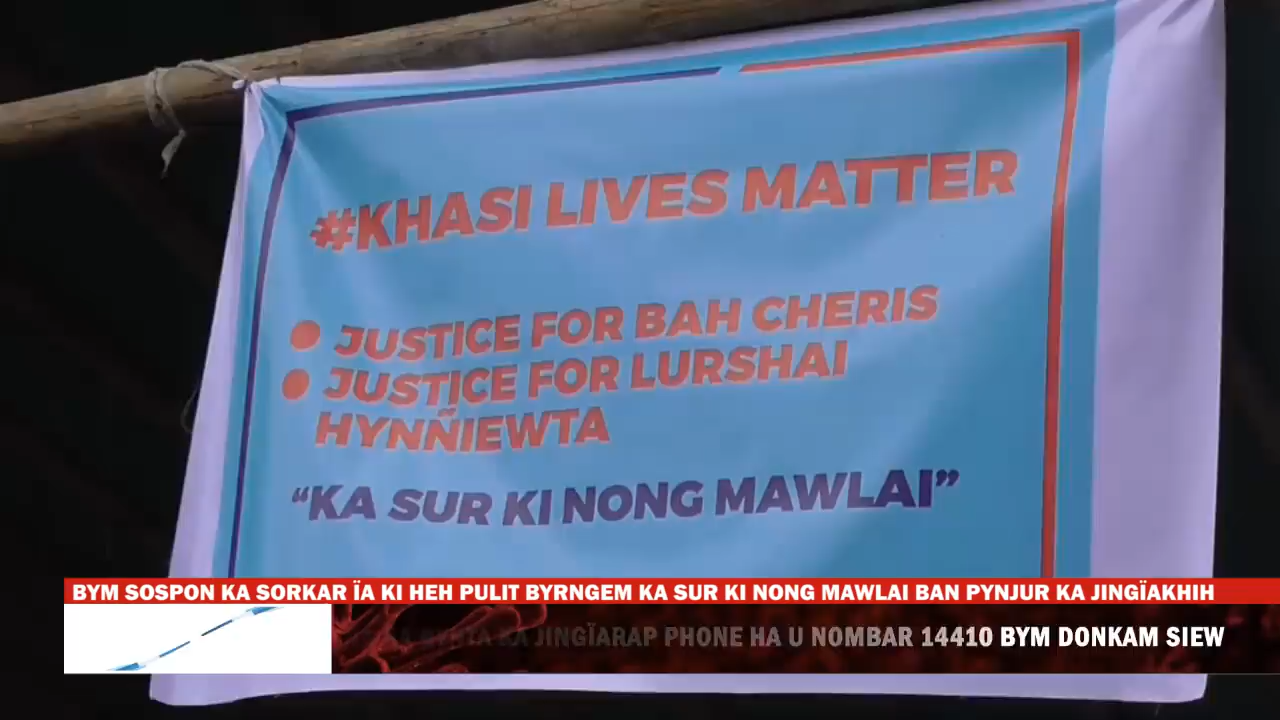 #KHASI LIVES MATTER
● JUSTICE FOR BAH CHERIS
● JUSTICE FOR LURSHAI
HYNÑIEWTA
“KA SUR KI NONG MAWLAI”
BYM SOSPON KA SORKAR ÏA KI HEH PULIT BYRNGEM KA SUR KI NONG MAWLAI BAN PYNJUR KA JINGÏAKHIH
KA JINGÏARAP PHONE HA U NOMBAR 14410 BYM DONKAM SIEW